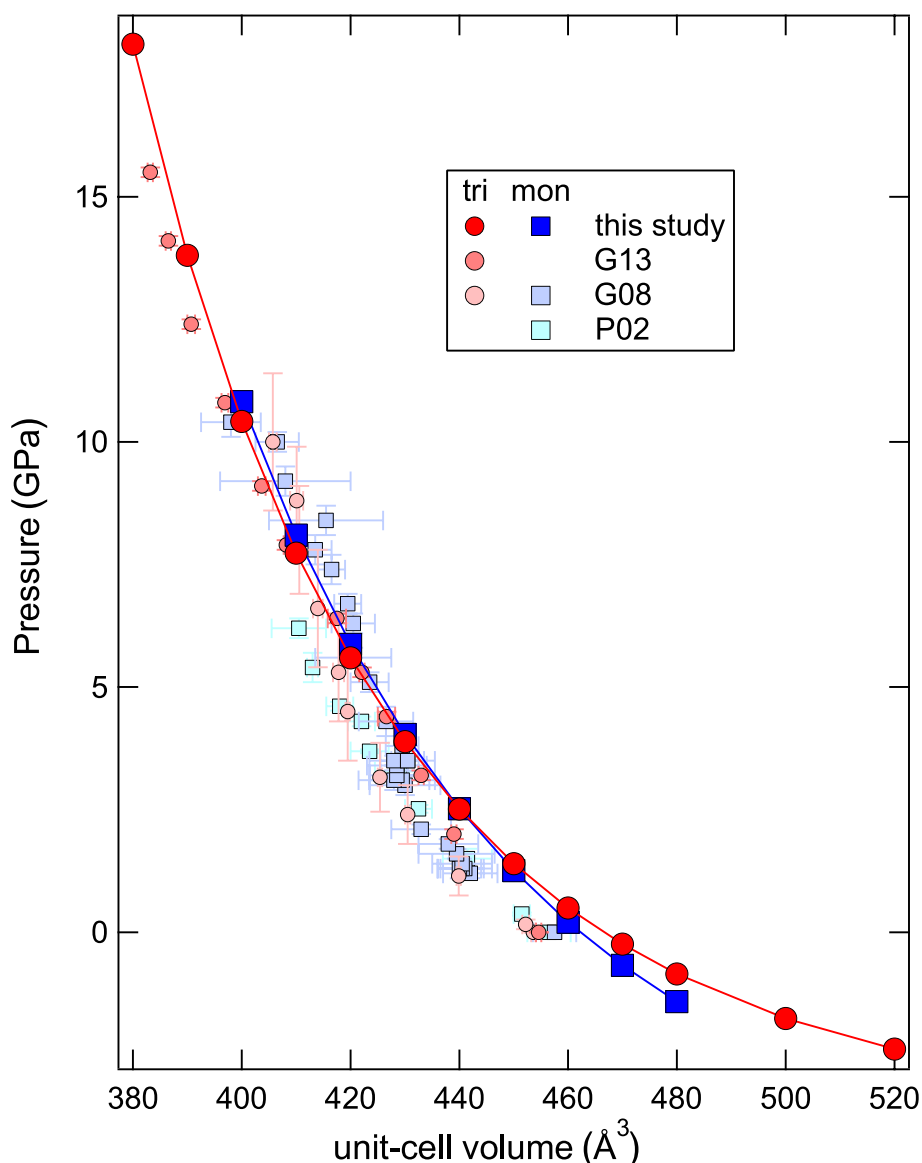 15
10
5
0
Pressure (GPa)
tri mon
this study
G13
G08
P02
380 400 420 440 460 480 500 520
unit-cell volume (Å³)